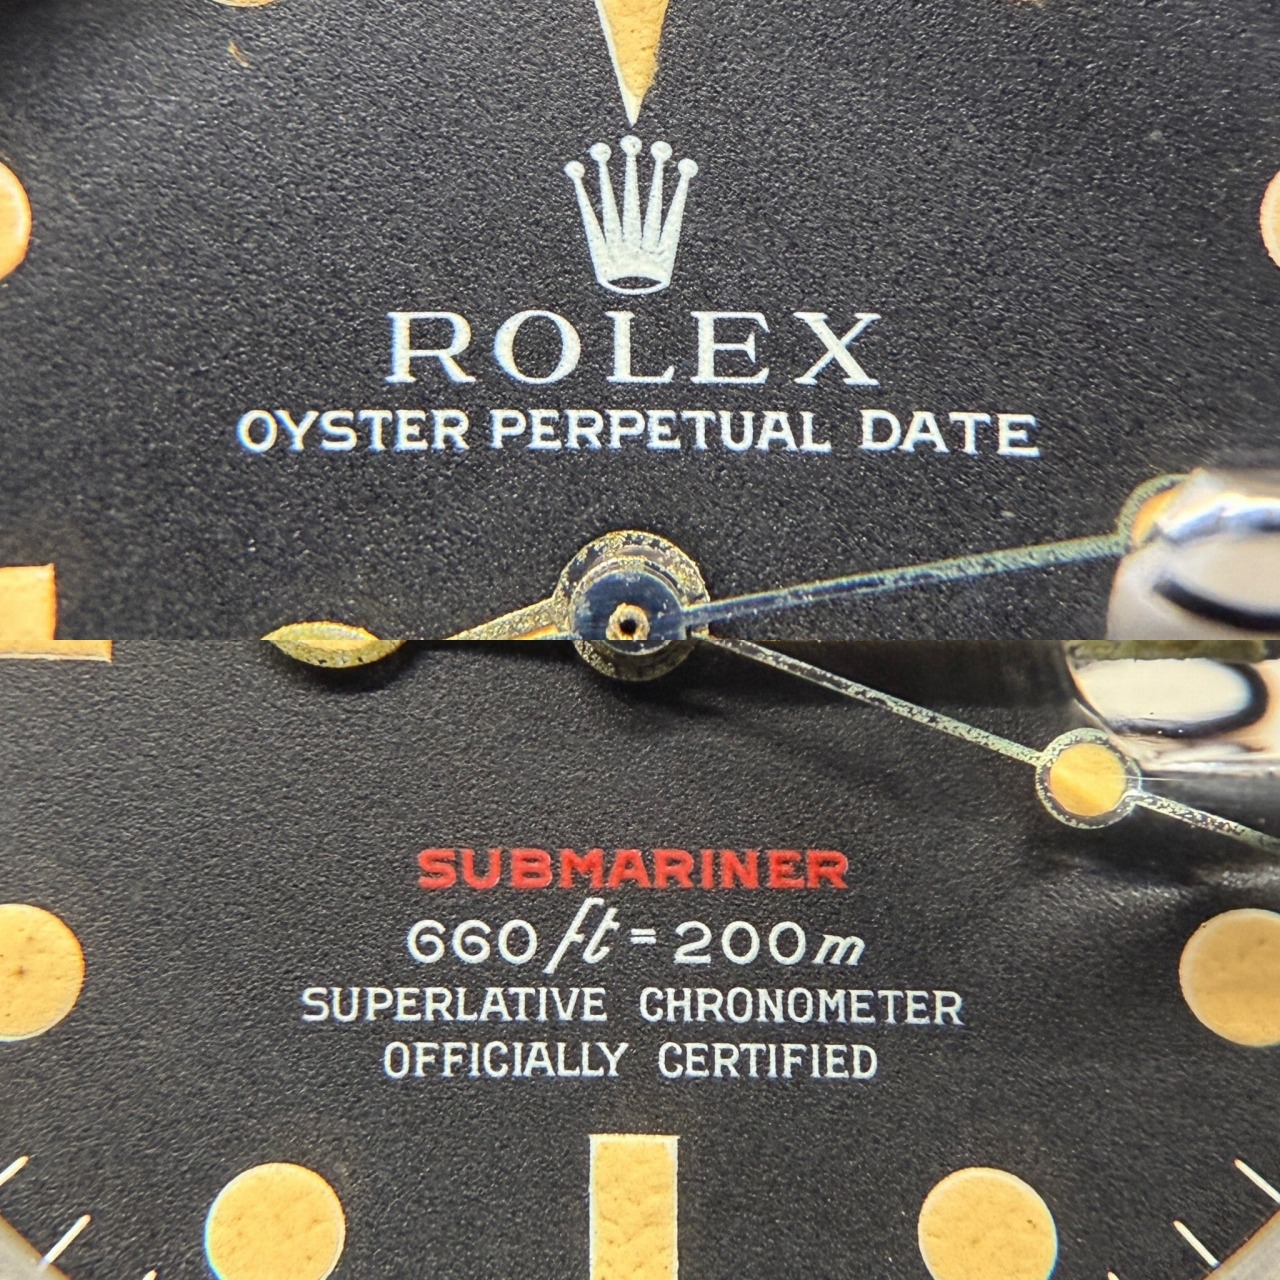 ROLEX
OYSTER PERPETUAL DATE
SUBMARINER
660 ft = 200 m
SUPERLATIVE CHRONOMETER
OFFICIALLY CERTIFIED